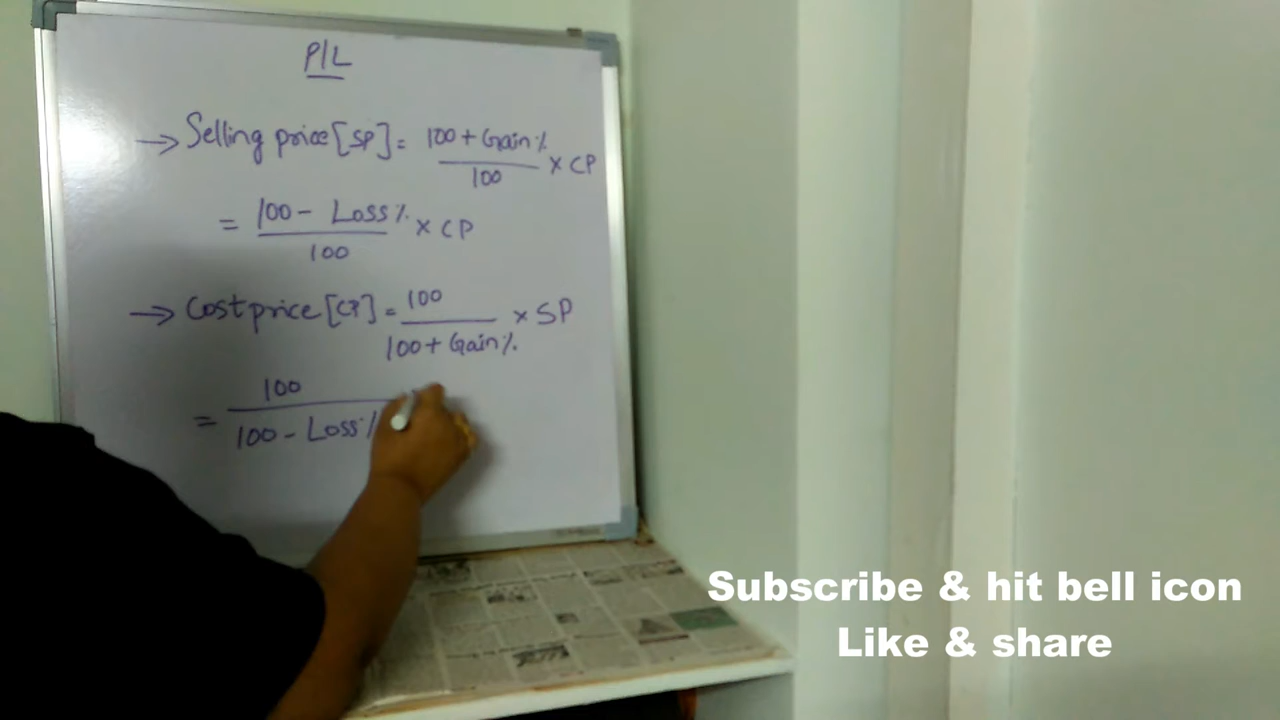 P/L
→ Selling price [SP] = 100 + Gain % / 100 × CP
= 100 - Loss % / 100 × CP
→ Cost price [CP] = 100 / 100 + Gain % × SP
= 100 / 100 - Loss %
Subscribe & hit bell icon
Like & share